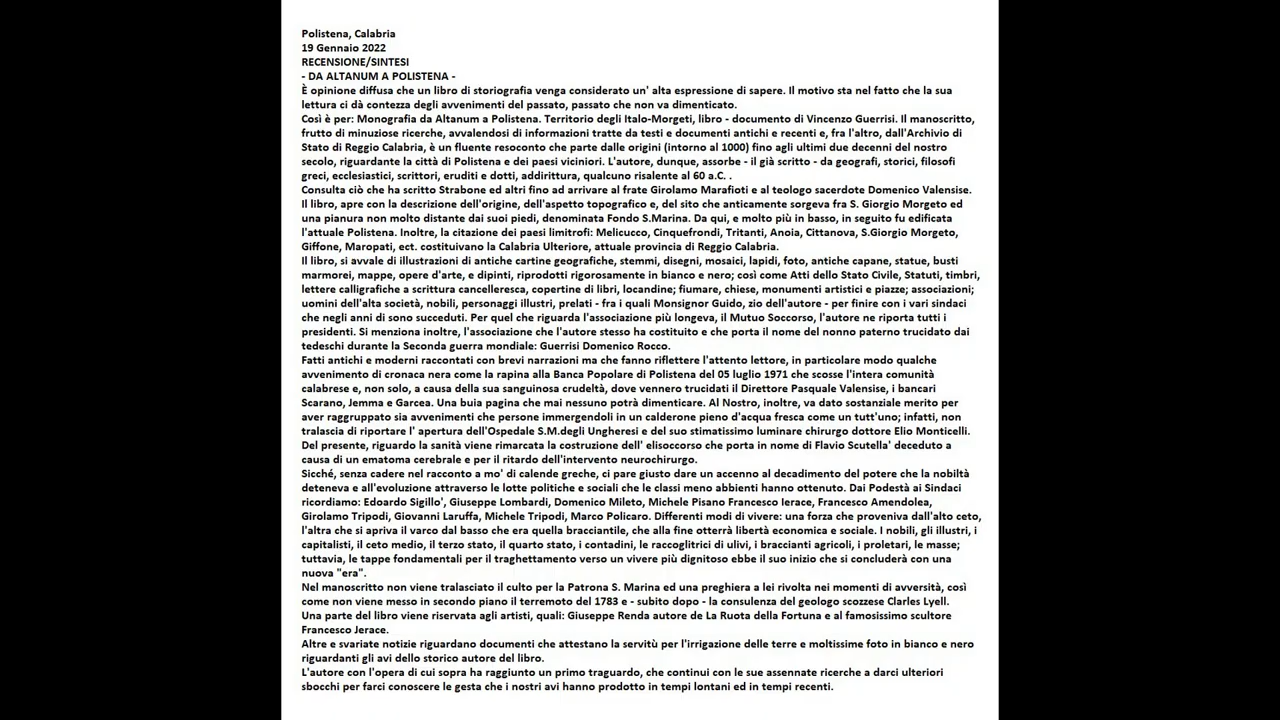 Polistena, Calabria
19 Gennaio 2022
RECENSIONE/SINTESI
- DA ALTANUM A POLISTENA -
È opinione diffusa che un libro di storiografia venga considerato un' alta espressione di sapere. Il motivo sta nel fatto che la sua
lettura ci dà contezza degli avvenimenti del passato, passato che non va dimenticato.
Così è per: Monografia da Altanum a Polistena. Territorio degli Italo-Morgeti, libro - documento di Vincenzo Guerrisi. Il manoscritto,
frutto di minuziose ricerche, avvalendosi di informazioni tratte da testi e documenti antichi e recenti e, fra l'altro, dall'Archivio di
Stato di Reggio Calabria, è un fluente resoconto che parte dalle origini (intorno al 1000) fino agli ultimi due decenni del nostro
secolo, riguardante la città di Polistena e dei paesi viciniori. L'autore, dunque, assorbe - il già scritto - da geografi, storici, filosofi
greci, ecclesiastici, scrittori, eruditi e dotti, addirittura, qualcuno risalente al 60 a.C. .
Consulta ciò che ha scritto Strabone ed altri fino ad arrivare al frate Girolamo Marafioti e al teologo sacerdote Domenico Valensise.
Il libro, apre con la descrizione dell'origine, dell'aspetto topografico e, del sito che anticamente sorgeva fra S. Giorgio Morgeto ed
una pianura non molto distante dai suoi piedi, denominata Fondo S.Marina. Da qui, e molto più in basso, in seguito fu edificata
l'attuale Polistena. Inoltre, la citazione dei paesi limitrofi: Melicucco, Cinquefrondi, Tritanti, Anoia, Cittanova, S.Giorgio Morgeto,
Giffone, Maropati, ect. costituivano la Calabria Ulteriore, attuale provincia di Reggio Calabria.
Il libro, si avvale di illustrazioni di antiche cartine geografiche, stemmi, disegni, mosaici, lapidi, foto, antiche capane, statue, busti
marmorei, mappe, opere d'arte, e dipinti, riprodotti rigorosamente in bianco e nero; così come Atti dello Stato Civile, Statuti, timbri,
lettere calligrafiche a scrittura cancelleresca, copertine di libri, locandine; fiumare, chiese, monumenti artistici e piazze; associazioni;
uomini dell'alta società, nobili, personaggi illustri, prelati - fra i quali Monsignor Guido, zio dell'autore - per finire con i vari sindaci
che negli anni di sono succeduti. Per quel che riguarda l'associazione più longeva, il Mutuo Soccorso, l'autore ne riporta tutti i
presidenti. Si menziona inoltre, l'associazione che l'autore stesso ha costituito e che porta il nome del nonno paterno trucidato dai
tedeschi durante la Seconda guerra mondiale: Guerrisi Domenico Rocco.
Fatti antichi e moderni raccontati con brevi narrazioni ma che fanno riflettere l'attento lettore, in particolare modo qualche
avvenimento di cronaca nera come la rapina alla Banca Popolare di Polistena del 05 luglio 1971 che scosse l'intera comunità
calabrese e, non solo, a causa della sua sanguinosa crudeltà, dove vennero trucidati il Direttore Pasquale Valensise, i bancari
Scarano, Jemma e Garcea. Una buia pagina che mai nessuno potrà dimenticare. Al Nostro, inoltre, va dato sostanziale merito per
aver raggruppato sia avvenimenti che persone immergendoli in un calderone pieno d'acqua fresca come un tutt'uno; infatti, non
tralascia di riportare l' apertura dell'Ospedale S.M.degli Ungheresi e del suo stimatissimo luminare chirurgo dottore Elio Monticelli.
Del presente, riguardo la sanità viene rimarcata la costruzione dell' elisoccorso che porta in nome di Flavio Scutella' deceduto a
causa di un ematoma cerebrale e per il ritardo dell'intervento neurochirurgo.
Sicché, senza cadere nel racconto a mo' di calende greche, ci pare giusto dare un accenno al decadimento del potere che la nobiltà
deteneva e all'evoluzione attraverso le lotte politiche e sociali che le classi meno abbienti hanno ottenuto. Dai Podestà ai Sindaci
ricordiamo: Edoardo Sigillo', Giuseppe Lombardi, Domenico Mileto, Michele Pisano Francesco Ierace, Francesco Amendolea,
Girolamo Tripodi, Giovanni Laruffa, Michele Tripodi, Marco Policaro. Differenti modi di vivere: una forza che proveniva dall'alto ceto,
l'altra che si apriva il varco dal basso che era quella bracciantile, che alla fine otterrà libertà economica e sociale. I nobili, gli illustri, i
capitalisti, il ceto medio, il terzo stato, il quarto stato, i contadini, le raccoglitrici di ulivi, i braccianti agricoli, i proletari, le masse;
tuttavia, le tappe fondamentali per il traghettamento verso un vivere più dignitoso ebbe il suo inizio che si concluderà con una
nuova "era".
Nel manoscritto non viene tralasciato il culto per la Patrona S. Marina ed una preghiera a lei rivolta nei momenti di avversità, così
come non viene messo in secondo piano il terremoto del 1783 e - subito dopo - la consulenza del geologo scozzese Clarles Lyell.
Una parte del libro viene riservata agli artisti, quali: Giuseppe Renda autore de La Ruota della Fortuna e al famosissimo scultore
Francesco Jerace.
Altre e svariate notizie riguardano documenti che attestano la servitù per l'irrigazione delle terre e moltissime foto in bianco e nero
riguardanti gli avi dello storico autore del libro.
L'autore con l'opera di cui sopra ha raggiunto un primo traguardo, che continui con le sue assennate ricerche a darci ulteriori
sbocchi per farci conoscere le gesta che i nostri avi hanno prodotto in tempi lontani ed in tempi recenti.